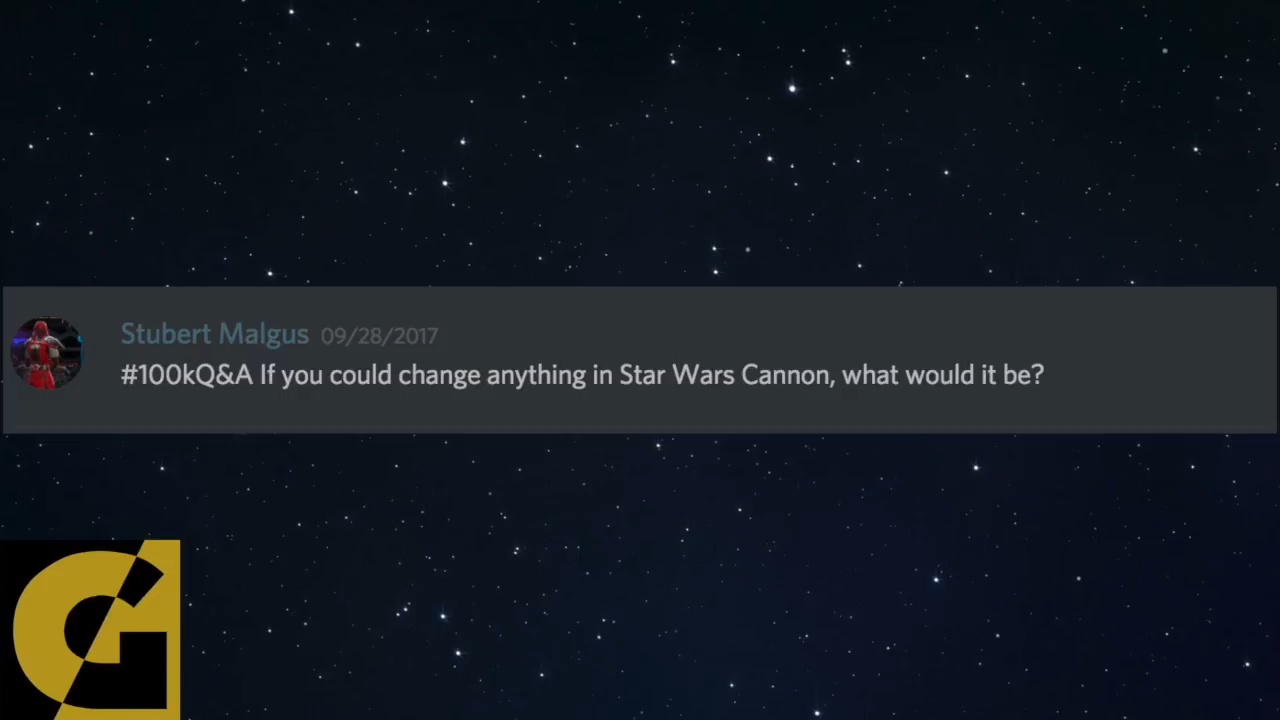 Stubert Malgus 09/28/2017
#100kQ&A If you could change anything in Star Wars Cannon, what would it be?
G